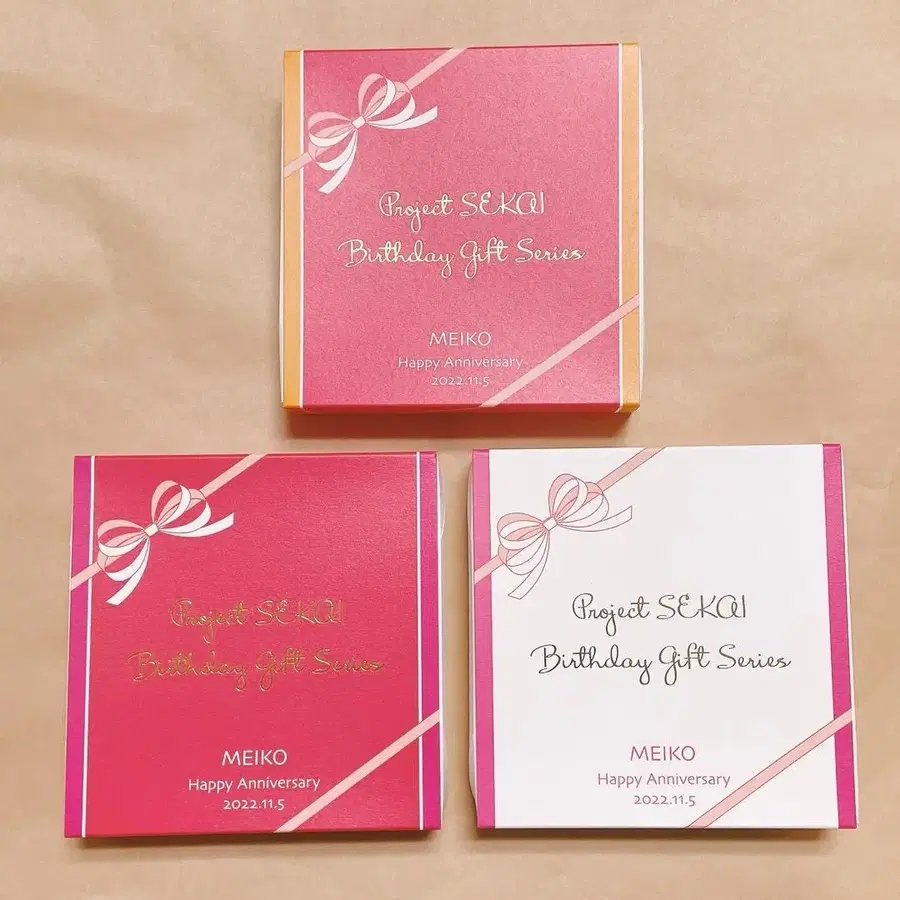 Project SEKAI
Birthday Gift Series
MEIKO
Happy Anniversary
2022.11.5
Project SEKAI
Birthday Gift Series
MEIKO
Happy Anniversary
2022.11.5
Project SEKAI
Birthday Gift Series
MEIKO
Happy Anniversary
2022.11.5